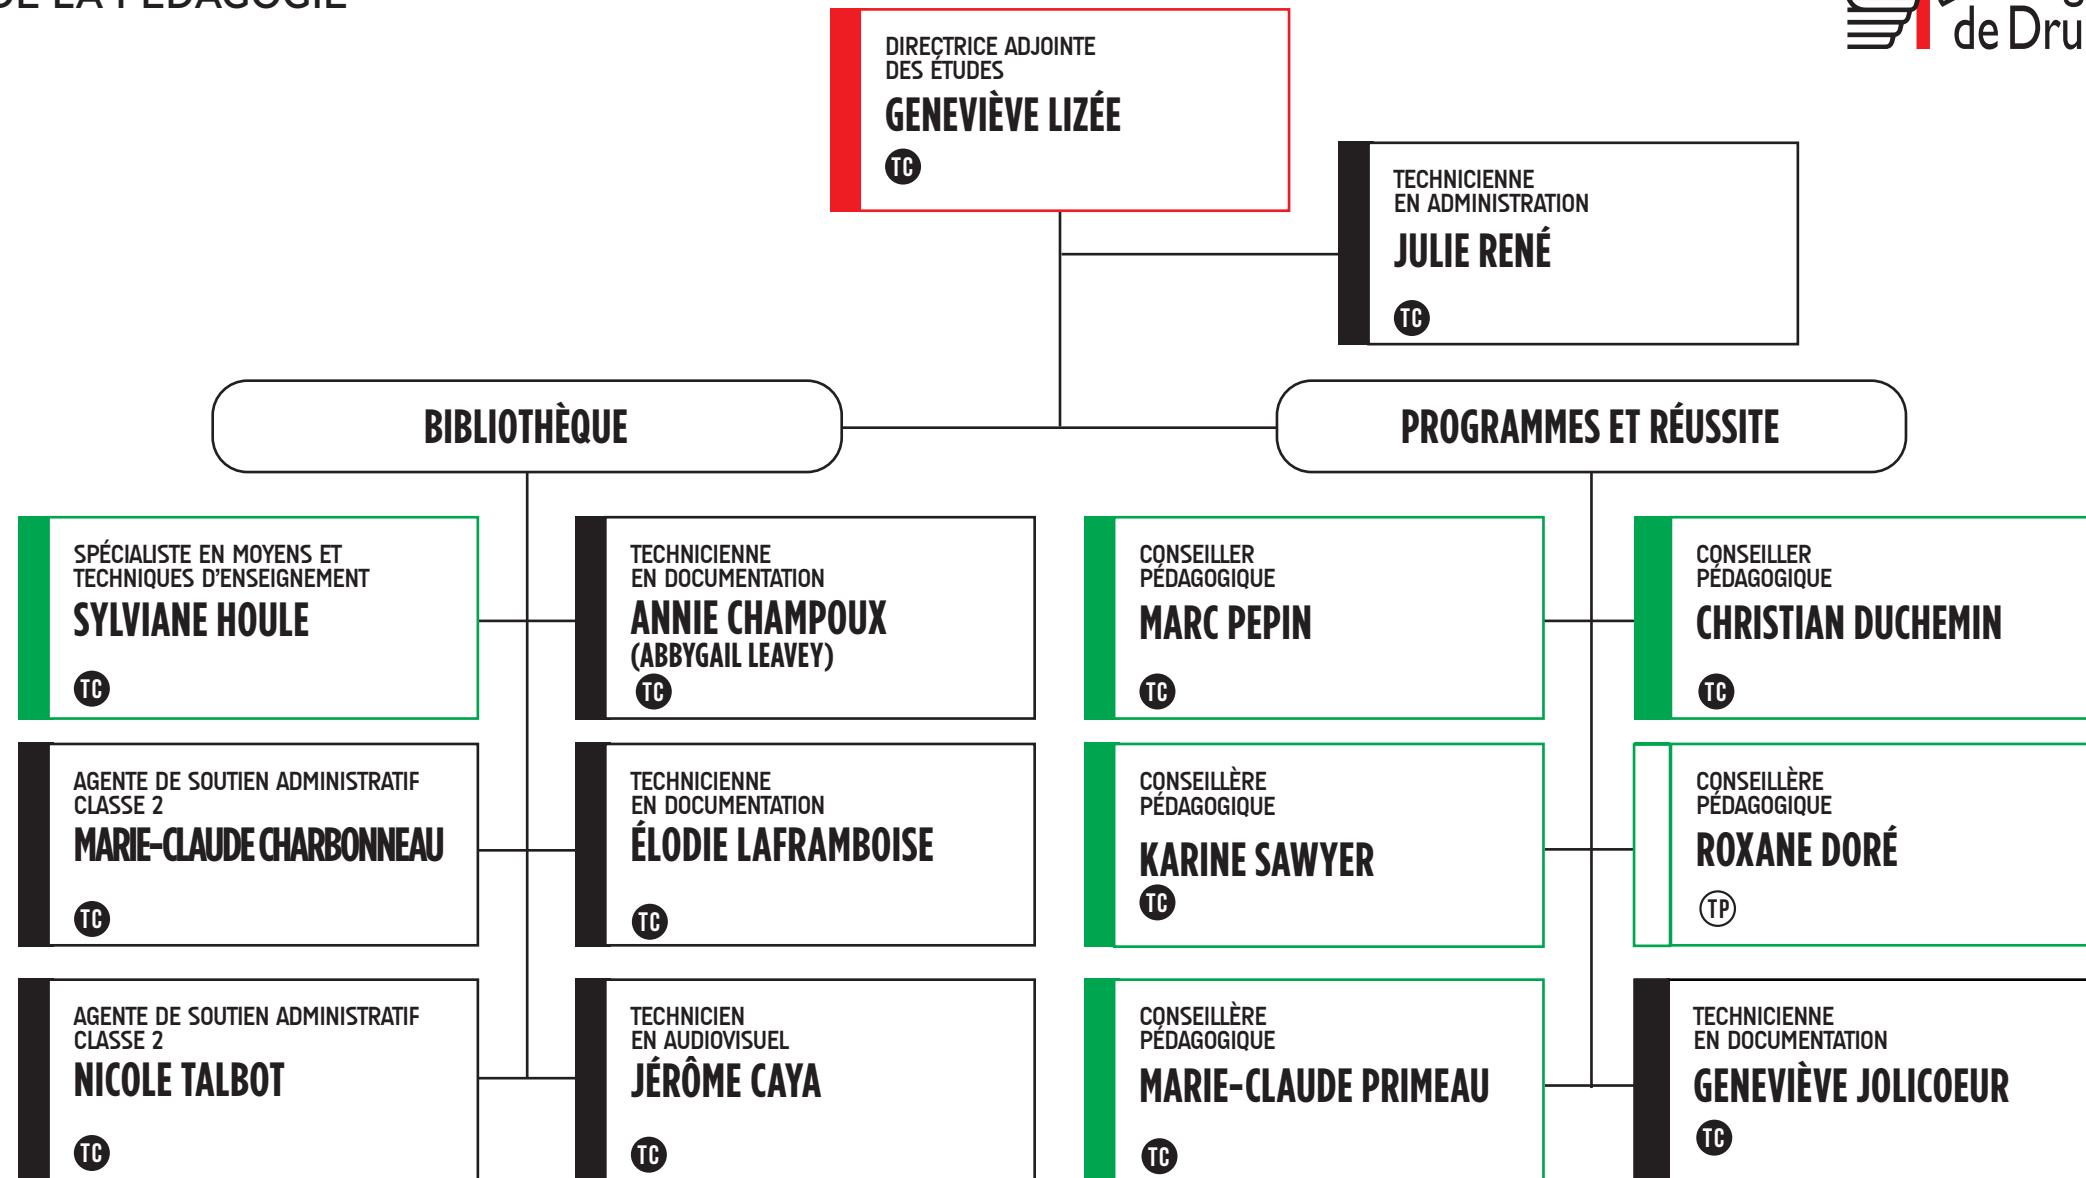 DE LA PÉDAGOGIE
de Dru
DIRECTRICE ADJOINTE
DES ÉTUDES
GENEVIÈVE LIZÉE
TC
TECHNICIENNE
EN ADMINISTRATION
JULIE RENÉ
TC
BIBLIOTHÈQUE
PROGRAMMES ET RÉUSSITE
SPÉCIALISTE EN MOYENS ET
TECHNIQUES D'ENSEIGNEMENT
SYLVIANE HOULE
TC
TECHNICIENNE
EN DOCUMENTATION
ANNIE CHAMPOUX
(ABBYGAIL LEAVEY)
TC
CONSEILLER
PÉDAGOGIQUE
MARC PEPIN
TC
CONSEILLER
PÉDAGOGIQUE
CHRISTIAN DUCHEMIN
TC
AGENTE DE SOUTIEN ADMINISTRATIF
CLASSE 2
MARIE-CLAUDE CHARBONNEAU
TC
TECHNICIENNE
EN DOCUMENTATION
ÉLODIE LAFRAMBOISE
TC
CONSEILLÈRE
PÉDAGOGIQUE
KARINE SAWYER
TC
CONSEILLÈRE
PÉDAGOGIQUE
ROXANE DORÉ
TP
AGENTE DE SOUTIEN ADMINISTRATIF
CLASSE 2
NICOLE TALBOT
TC
TECHNICIEN
EN AUDIOVISUEL
JÉRÔME CAYA
TC
CONSEILLÈRE
PÉDAGOGIQUE
MARIE-CLAUDE PRIMEAU
TC
TECHNICIENNE
EN DOCUMENTATION
GENEVIÈVE JOLICOEUR
TC